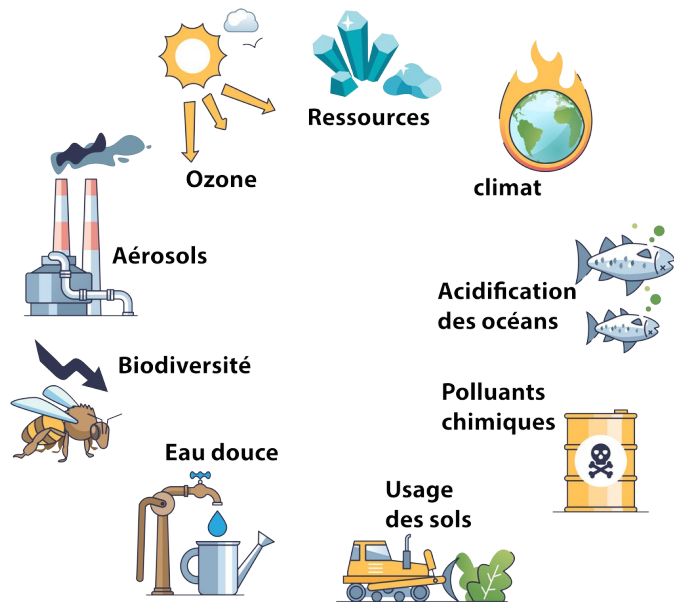 Ressources
Ozone
climat
Aérosols
Acidification
des océans
Biodiversité
Polluants
chimiques
Eau douce
Usage
des sols